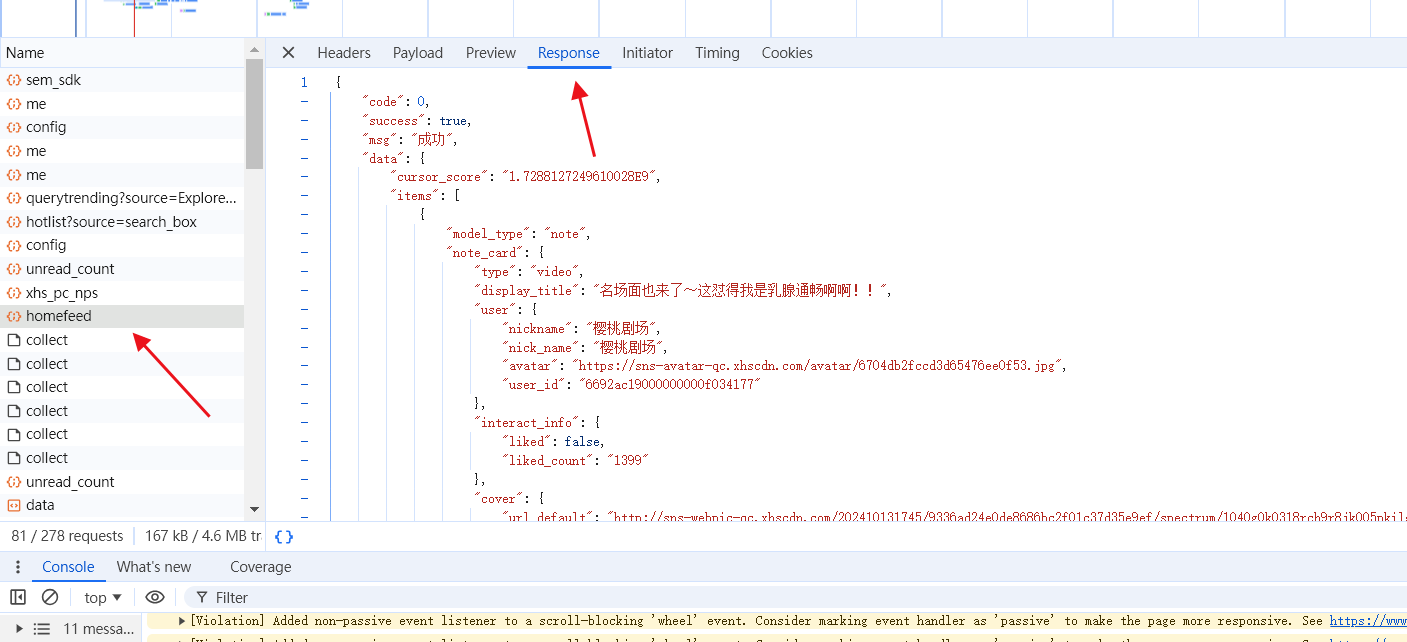 Name
sem_sdk
me
config
me
me
querytrending?source=Explore...
hotlist?source=search_box
config
unread_count
xhs_pc_nps
homefeed
collect
collect
collect
collect
collect
collect
unread_count
data
81 / 278 requests 167 kB / 4.6 MB tr
Headers Payload Preview Response Initiator Timing Cookies
1 {
"code": 0,
"success": true,
"msg": "成功",
"data": {
"cursor_score": "1.7288127249610028E9",
"items": [
{
"model_type": "note",
"note_card": {
"type": "video",
"display_title": "名场面也来了～这怼得我是乳腺通畅啊啊！！",
"user": {
"nickname": "樱桃剧场",
"nick_name": "樱桃剧场",
"avatar": "https://sns-avatar-qc.xhscdn.com/avatar/6704db2fccd3d65476ee0f53.jpg",
"user_id": "6692ac19000000000f034177"
},
"interact_info": {
"liked": false,
"liked_count": "1399"
},
"cover": {
"url_default": "http://sns-webpic-qc.xhscdn.com/202410131745/9336ad24e0de8686bc2f01c37d35e9ef/spectrum/
{}
Console What's new Coverage
top Filter
11 messa...
[Violation] Added non-passive event listener to a scroll-blocking 'wheel' event. Consider marking event handler as 'passive' to make the page more responsive. See https://www